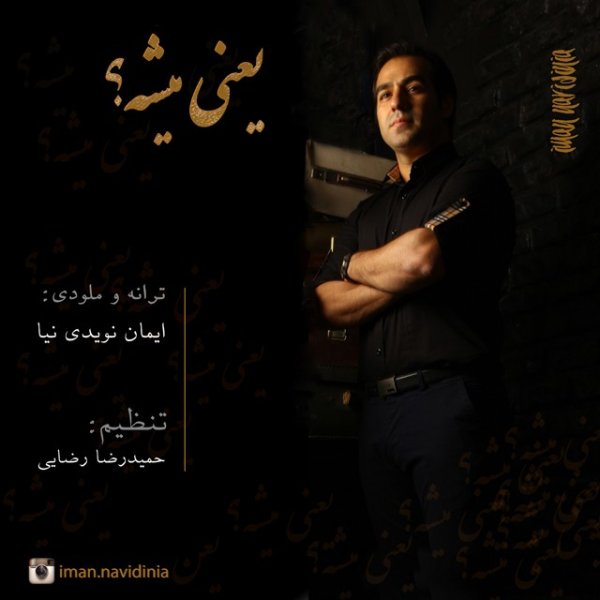 یعنی میشه؟
iman navidinia
ترانه و ملودی:
ایمان نویدی نیا
تنظیم:
حمیدرضا رضایی
iman.navidinia